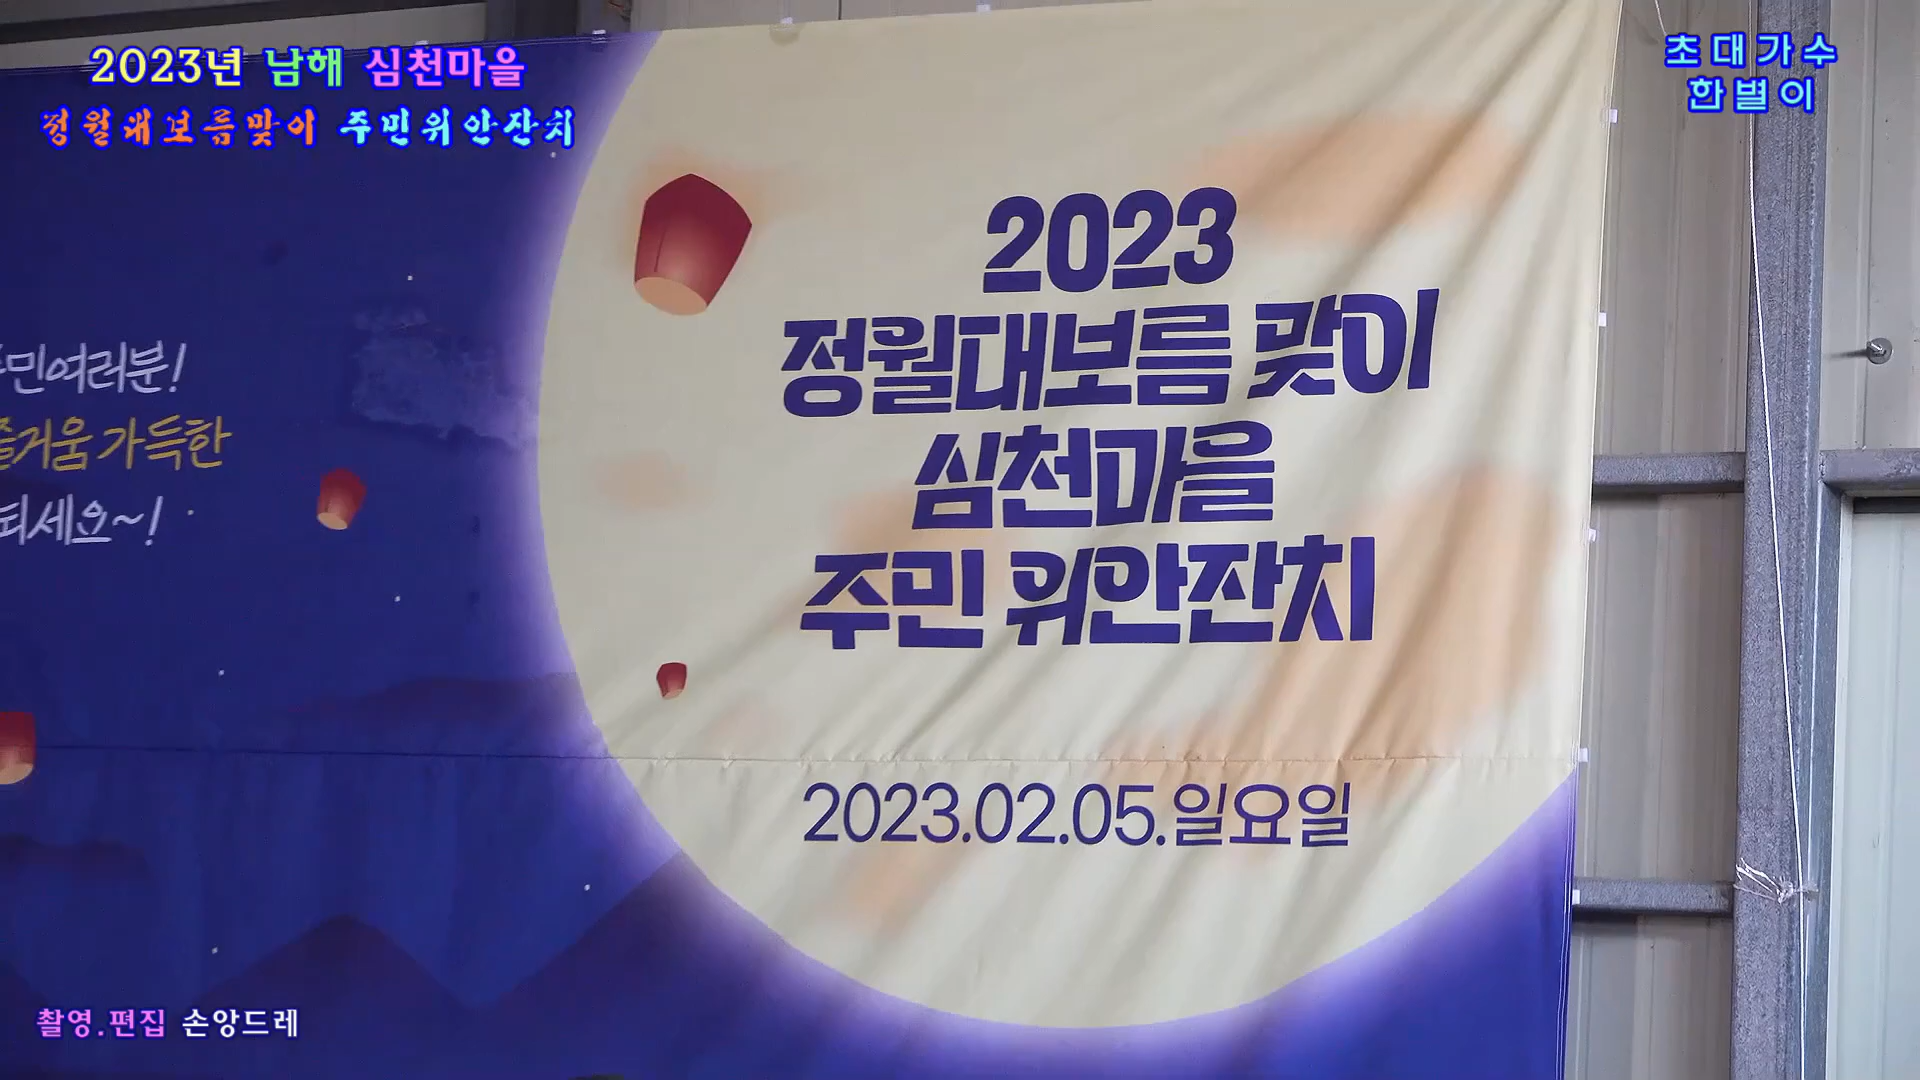 2023년 남해 심천마을
정월대보름맞이 주민위안잔치
초대가수
한별이
2023
정월대보름 맞이
심천마을
주민 위안잔치
2023.02.05.일요일
주민여러분!
즐거움 가득한
되세요~!
촬영.편집 손앙드레